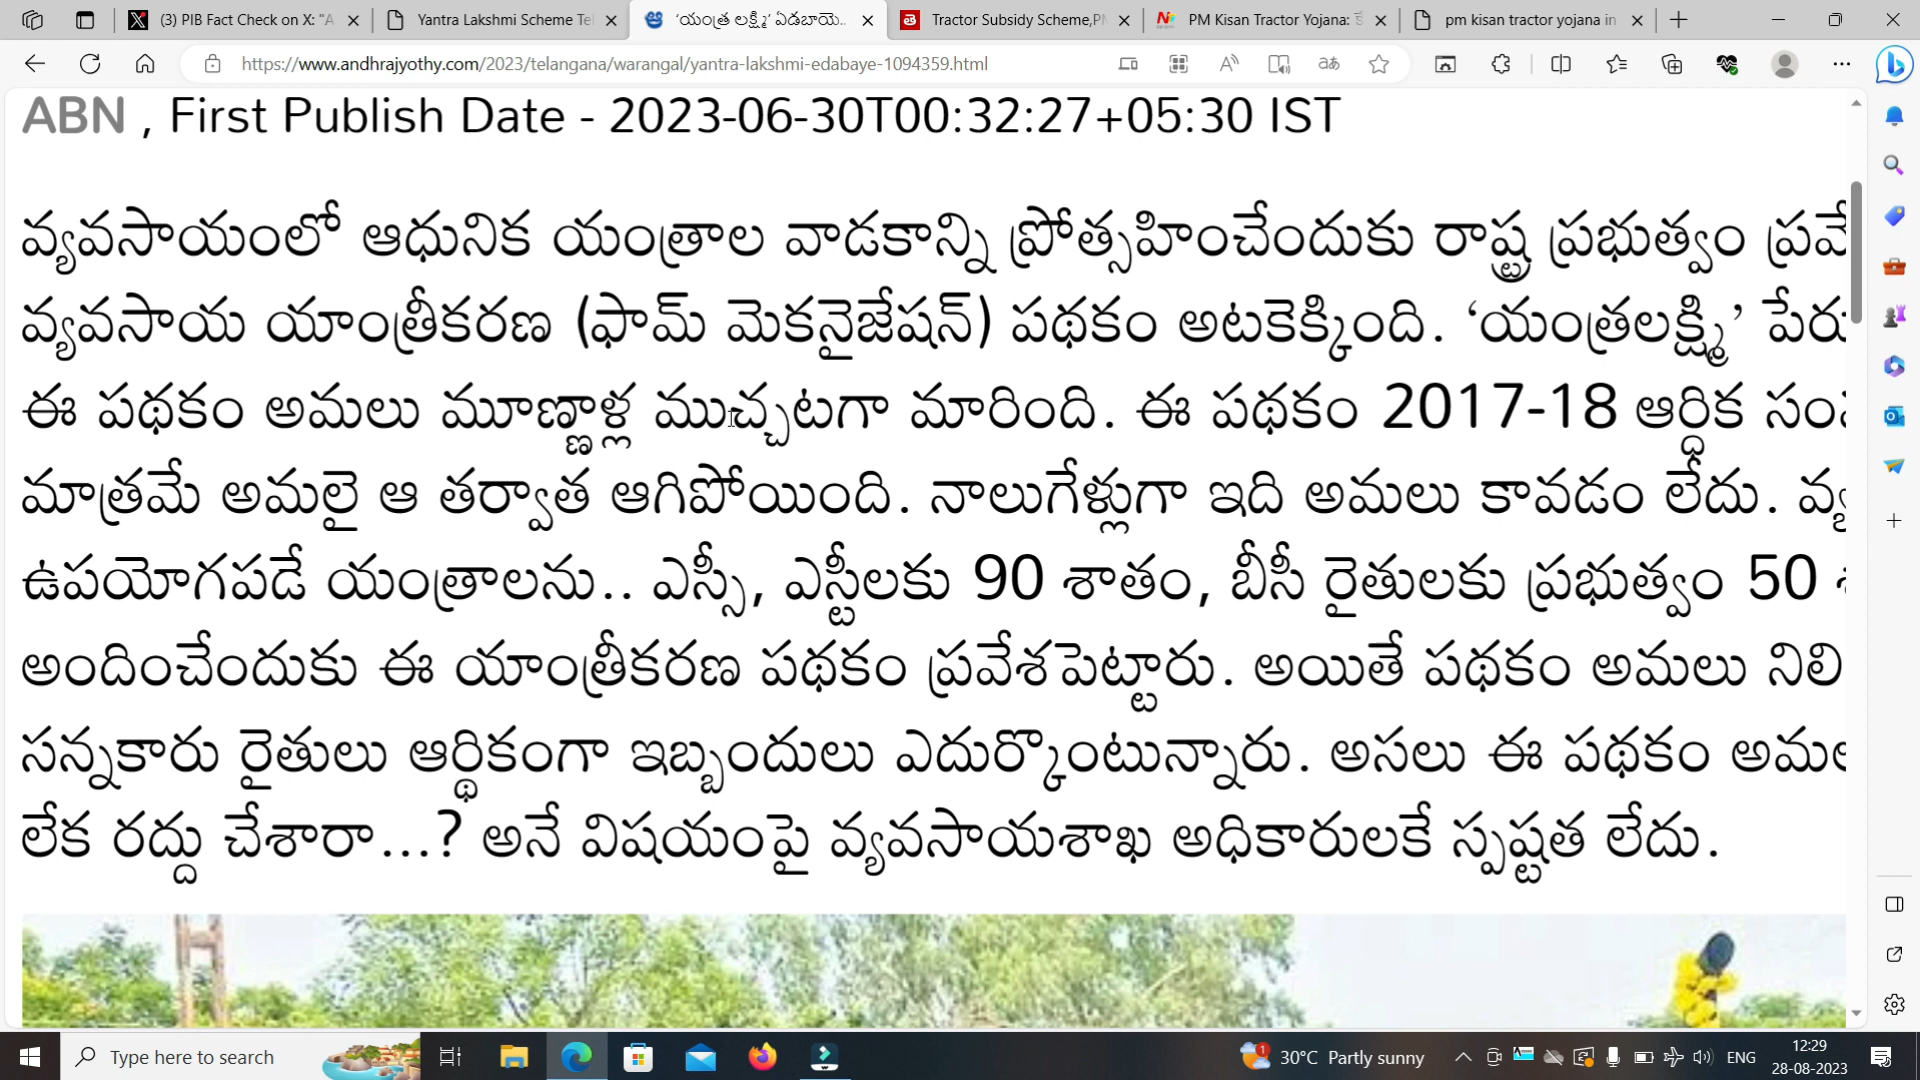 (3) PIB Fact Check on X: "A
Yantra Lakshmi Scheme Te
'యంత్ర లక్ష్మి' ఏడబాయె..
Tractor Subsidy Scheme,PM
PM Kisan Tractor Yojana:
pm kisan tractor yojana in
https://www.andhrajyothy.com/2023/telangana/warangal/yantra-lakshmi-edabaye-1094359.html
ABN , First Publish Date - 2023-06-30T00:32:27+05:30 IST
వ్యవసాయంలో ఆధునిక యంత్రాల వాడకాన్ని ప్రోత్సహించేందుకు రాష్ట్ర ప్రభుత్వం ప్రవే
వ్యవసాయ యాంత్రీకరణ (ఫామ్ మెకనైజేషన్) పథకం అటకెక్కింది. ‘యంత్రలక్ష్మి’ పేరు
ఈ పథకం అమలు మూణ్ణాళ్ల ముచ్చటగా మారింది. ఈ పథకం 2017-18 ఆర్ధిక సం
మాత్రమే అమలై ఆ తర్వాత ఆగిపోయింది. నాలుగేళ్లుగా ఇది అమలు కావడం లేదు. వ్య
ఉపయోగపడే యంత్రాలను.. ఎస్సీ, ఎస్టీలకు 90 శాతం, బీసీ రైతులకు ప్రభుత్వం 50
అందించేందుకు ఈ యాంత్రీకరణ పథకం ప్రవేశపెట్టారు. అయితే పథకం అమలు నిలి
సన్నకారు రైతులు ఆర్థికంగా ఇబ్బందులు ఎదుర్కొంటున్నారు. అసలు ఈ పథకం అమ
లేక రద్దు చేశారా...? అనే విషయంపై వ్యవసాయశాఖ అధికారులకే స్పష్టత లేదు.
Type here to search
30°C Partly sunny
ENG
12:29
28-08-2023